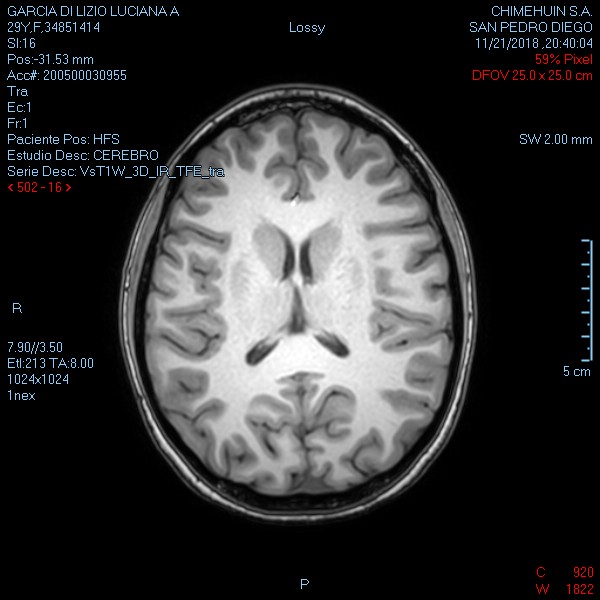 GARCIA DI LIZIO LUCIANA A
29Y,F,34851414
Sl:16
Pos:-31.53 mm
Acc#: 200500030955
Tra
Ec:1
Fr:1
Paciente Pos: HFS
Estudio Desc: CEREBRO
Serie Desc: VsT1W_3D_IR_TFE_tra
< 502 - 16 >
Lossy
CHIMEHUIN S.A.
SAN PEDRO DIEGO
11/21/2018 ,20:40:04
59% Pixel
DFOV 25.0 x 25.0 cm
SW 2.00 mm
R
7.90//3.50
Etl:213 TA:8.00
1024x1024
1nex
5 cm
P
C 920
W 1822